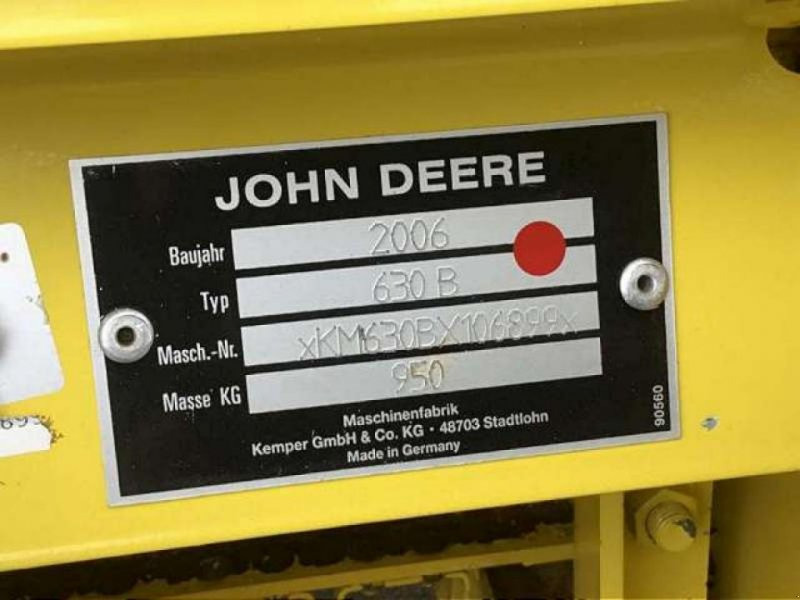 JOHN DEERE
Baujahr 2006
Typ 630 B
Masch.-Nr. xKM630BX106899x
Masse KG 950
Maschinenfabrik
Kemper GmbH & Co. KG · 48703 Stadtlohn
Made in Germany
90560